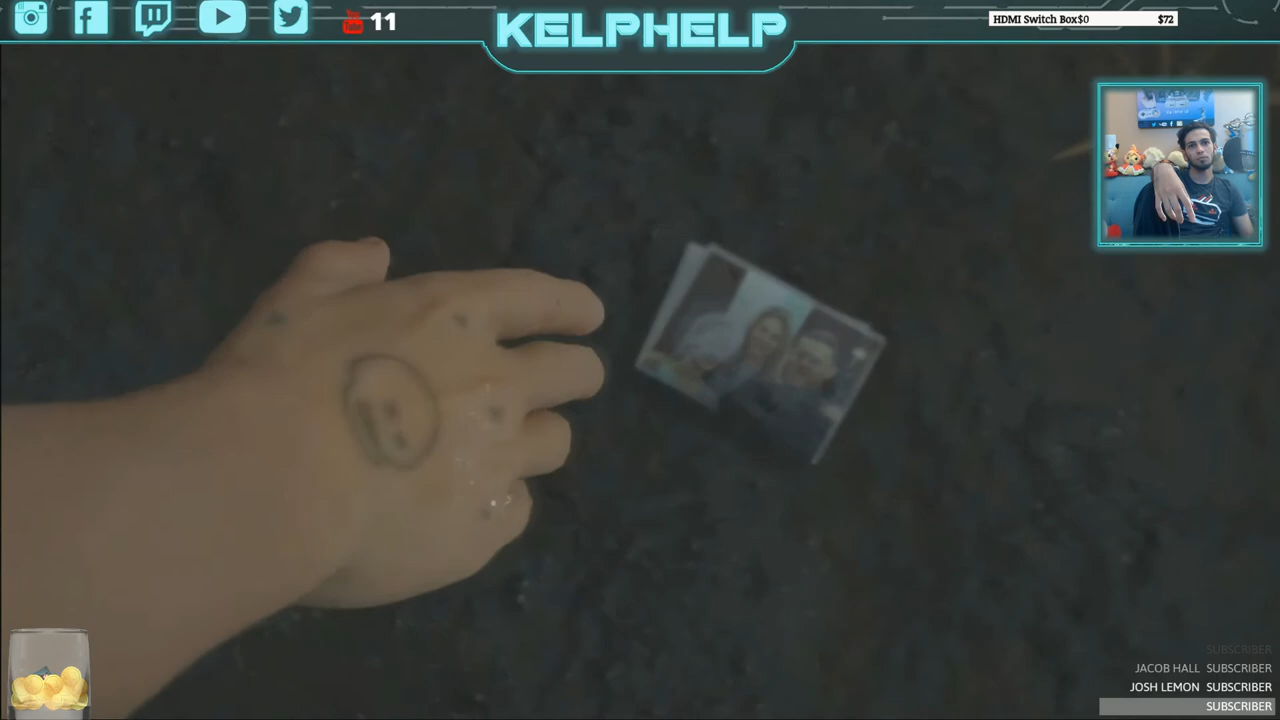 11
KELPHELP
HDMI Switch Box$0 $72
SUBSCRIBER
JACOB HALL SUBSCRIBER
JOSH LEMON SUBSCRIBER
SUBSCRIBER